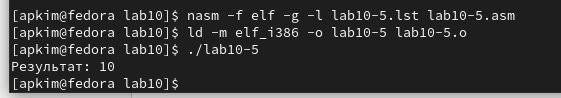 [apkim@fedora lab10]$ nasm -f elf -g -l lab10-5.lst lab10-5.asm
[apkim@fedora lab10]$ ld -m elf_i386 -o lab10-5 lab10-5.o
[apkim@fedora lab10]$ ./lab10-5
Результат: 10
[apkim@fedora lab10]$